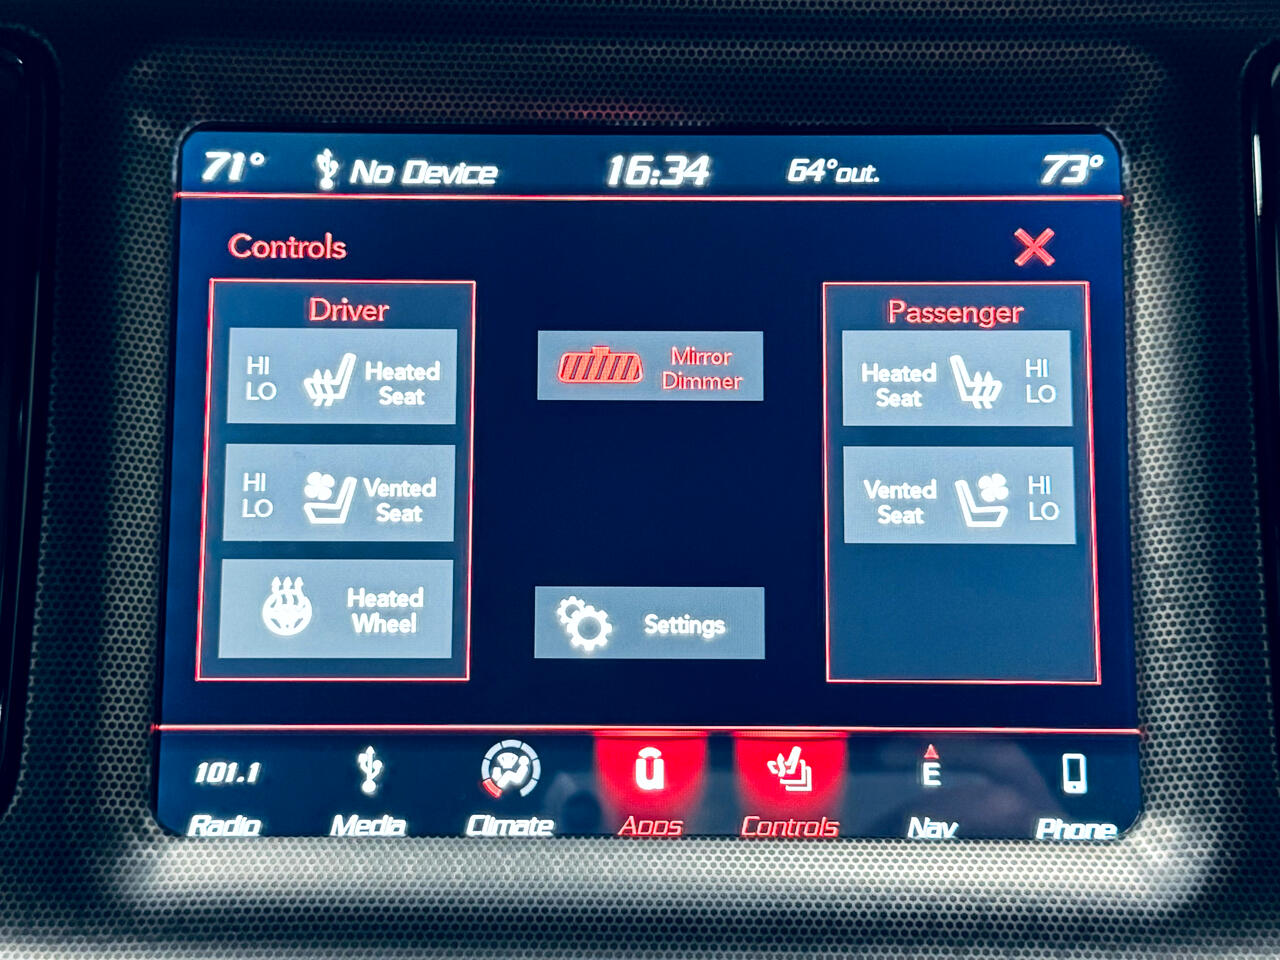 71° No Device 16:34 64°out. 73°
Controls
Driver
HI
LO
Heated
Seat
HI
LO
Vented
Seat
Heated
Wheel
Mirror
Dimmer
Settings
Passenger
Heated
Seat
HI
LO
Vented
Seat
HI
LO
101.1
Radio
Media
Climate
u
Apps
Controls
E
Nav
Phone